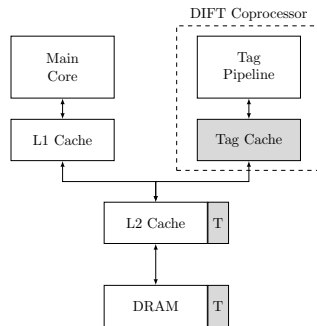 DIFT Coprocessor
Main
Core
Tag
Pipeline
L1 Cache
Tag Cache
L2 Cache
T
DRAM
T